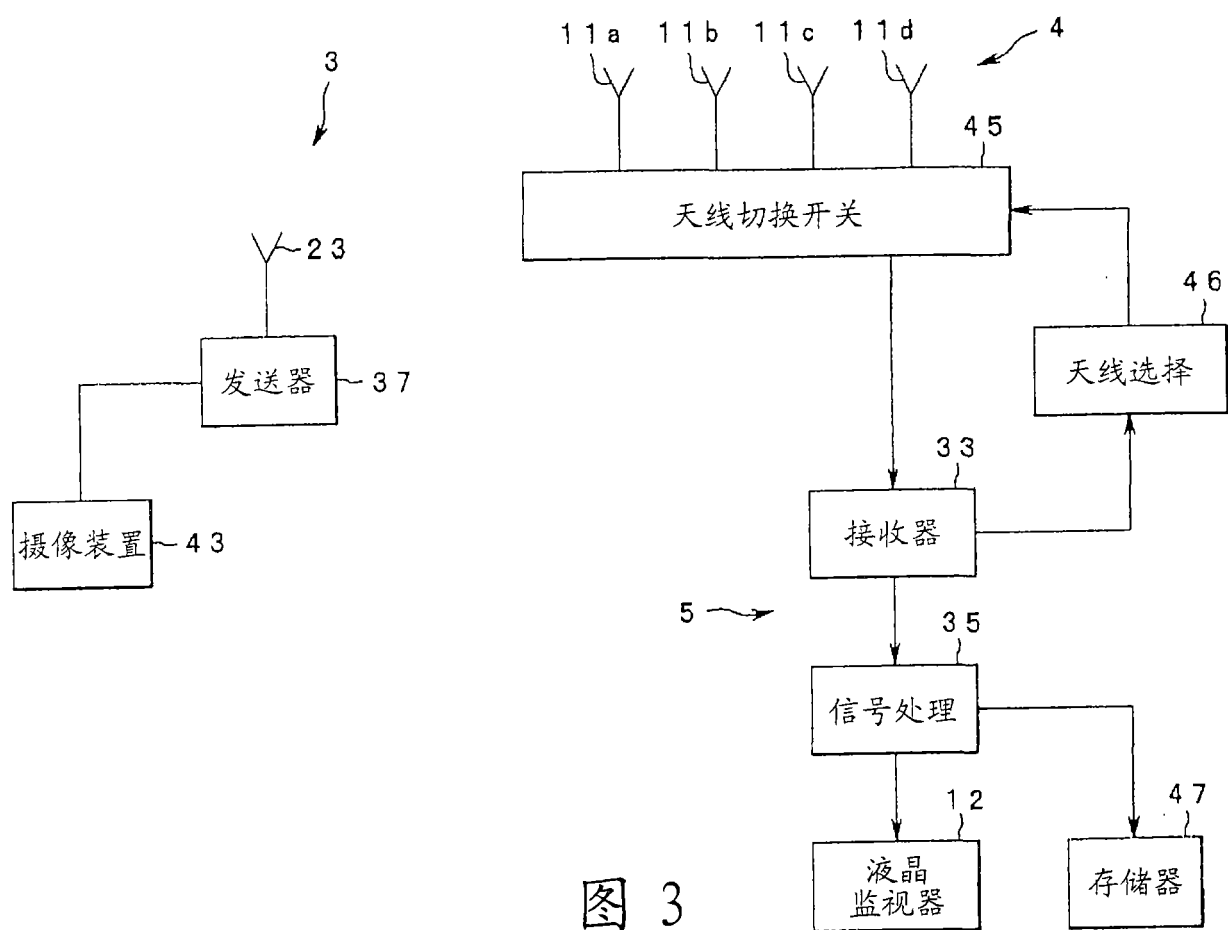 11a 11b 11c 11d 4
3
45
天线切换开关
23
46
发送器 37
天线选择
33
摄像装置 43
接收器
5
35
信号处理
12
47
液晶
监视器
存储器
图 3